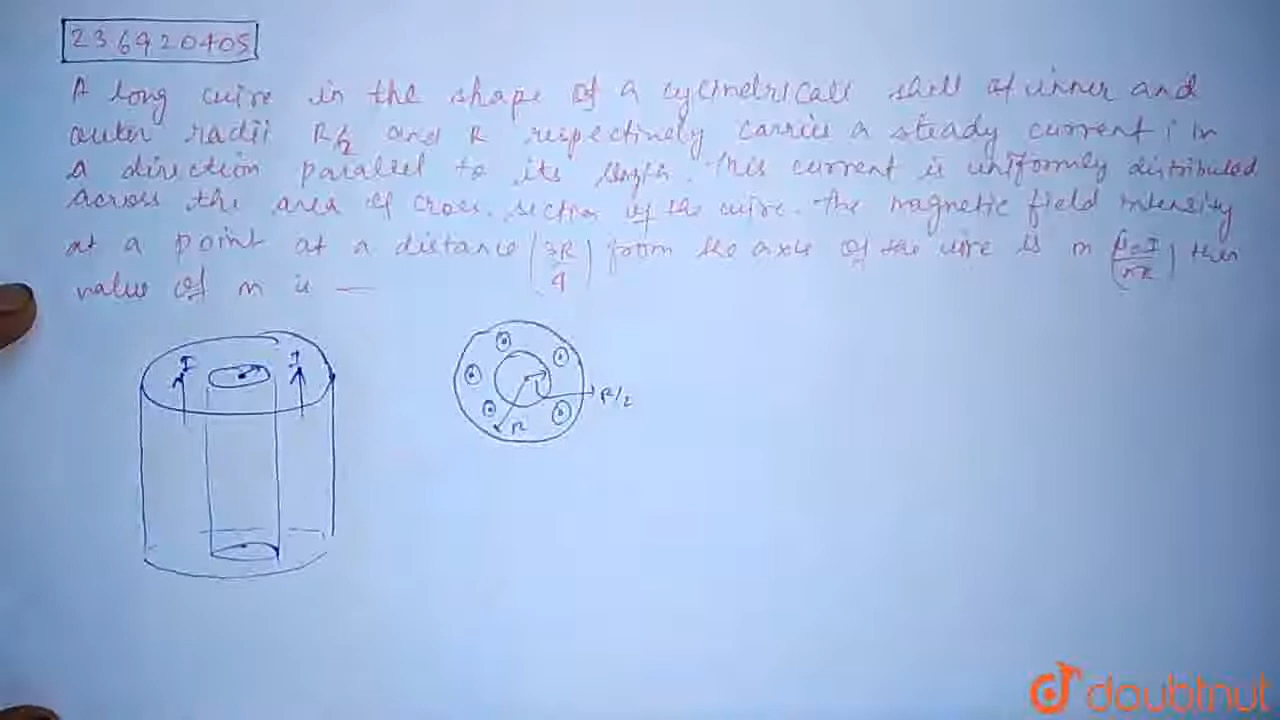 236920405
A long wire in the shape of a cylindricall shell of inner and
outer radii R/2 and R respectively carries a steady current i in
a direction parallel to its length. This current is uniformly distributed
across the area of cross. section of the wire. The magnetic field intensity
at a point at a distance (3R/4) from the axis of the wire is m (μ0I/πR) then
value of m is —
I I
R/2
R
doubtnut